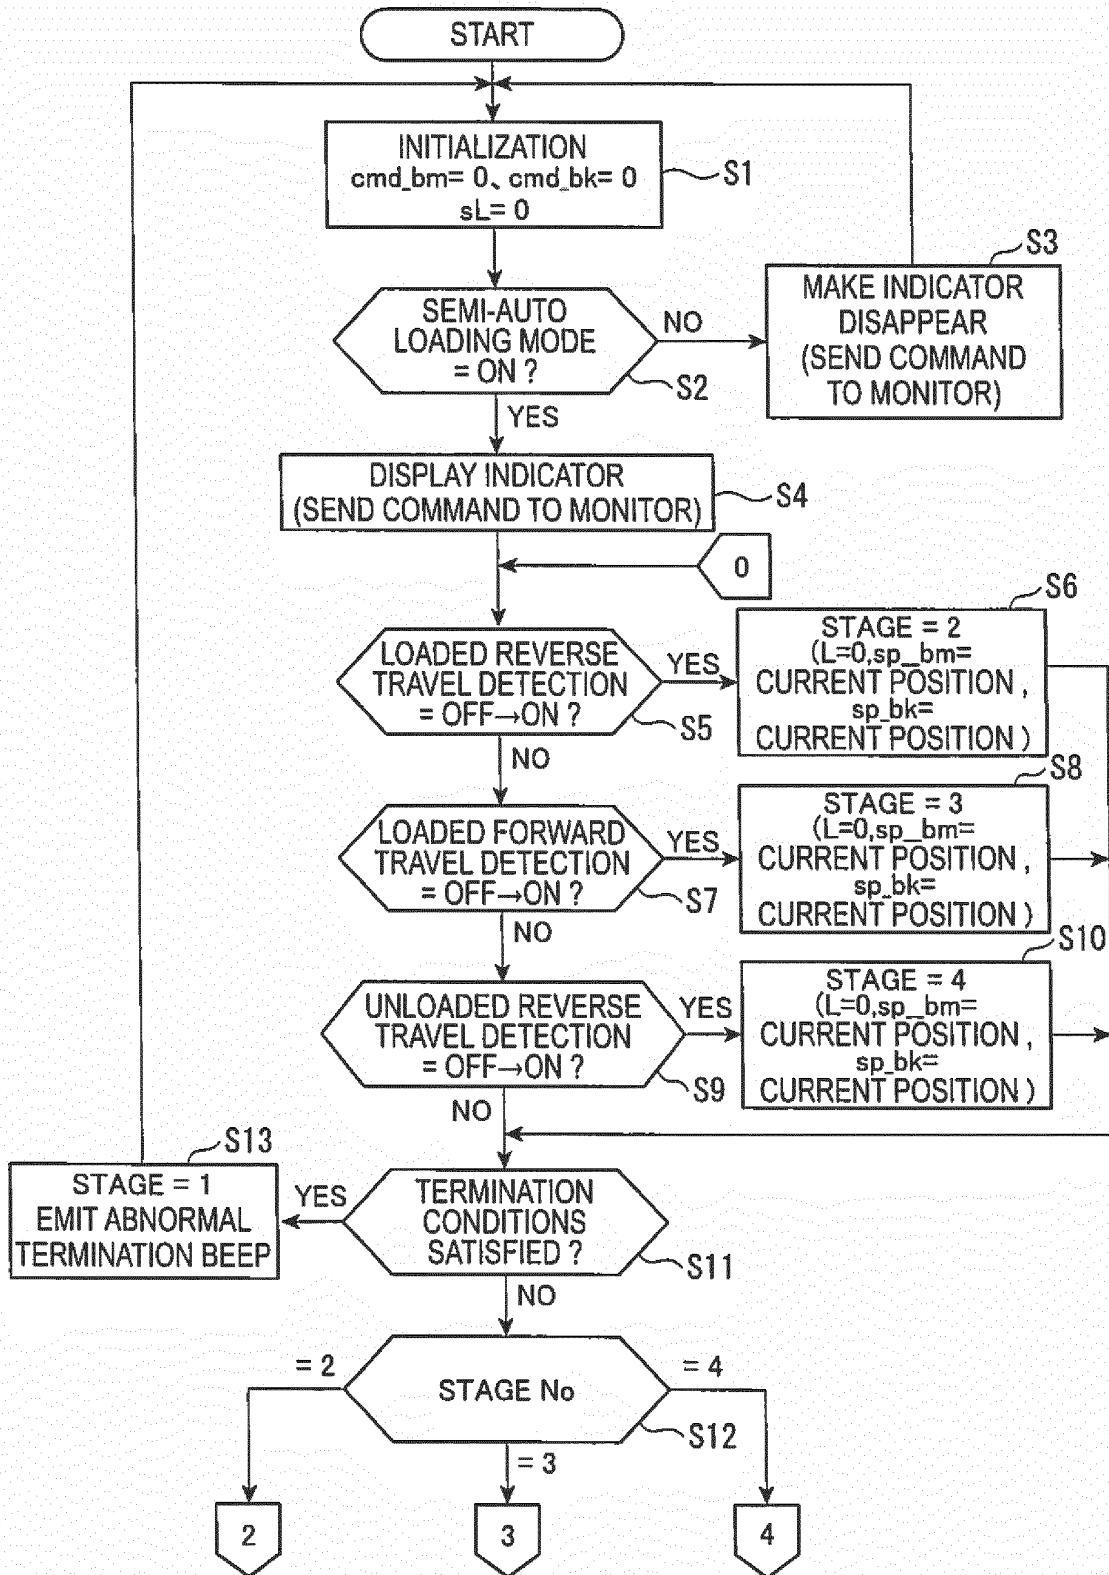 START
INITIALIZATION
cmd_bm= 0、cmd_bk= 0
sL= 0
S1
S3
MAKE INDICATOR
DISAPPEAR
(SEND COMMAND
TO MONITOR)
SEMI-AUTO
LOADING MODE
= ON ?
NO
S2
YES
DISPLAY INDICATOR
(SEND COMMAND TO MONITOR)
S4
0
S6
LOADED REVERSE
TRAVEL DETECTION
= OFF→ON ?
YES
S5
STAGE = 2
(L=0,sp_bm=
CURRENT POSITION ,
sp_bk=
CURRENT POSITION )
NO
S8
LOADED FORWARD
TRAVEL DETECTION
= OFF→ON ?
YES
S7
STAGE = 3
(L=0,sp_bm=
CURRENT POSITION ,
sp_bk=
CURRENT POSITION )
NO
S10
UNLOADED REVERSE
TRAVEL DETECTION
= OFF→ON ?
YES
S9
STAGE = 4
(L=0,sp_bm=
CURRENT POSITION ,
sp_bk=
CURRENT POSITION )
NO
S13
STAGE = 1
EMIT ABNORMAL
TERMINATION BEEP
YES
TERMINATION
CONDITIONS
SATISFIED ?
S11
NO
= 2
STAGE No
= 4
S12
= 3
2
3
4